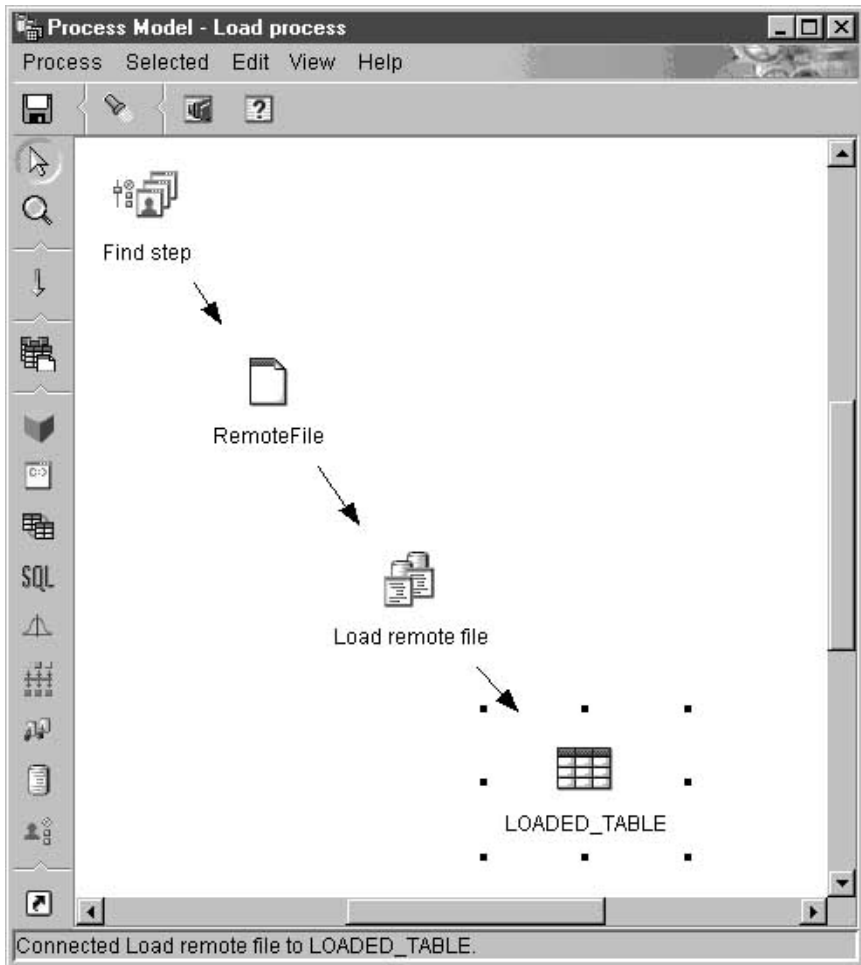 Process Model - Load process
Process Selected Edit View Help
Find step
RemoteFile
SQL
Load remote file
LOADED_TABLE
Connected Load remote file to LOADED_TABLE.